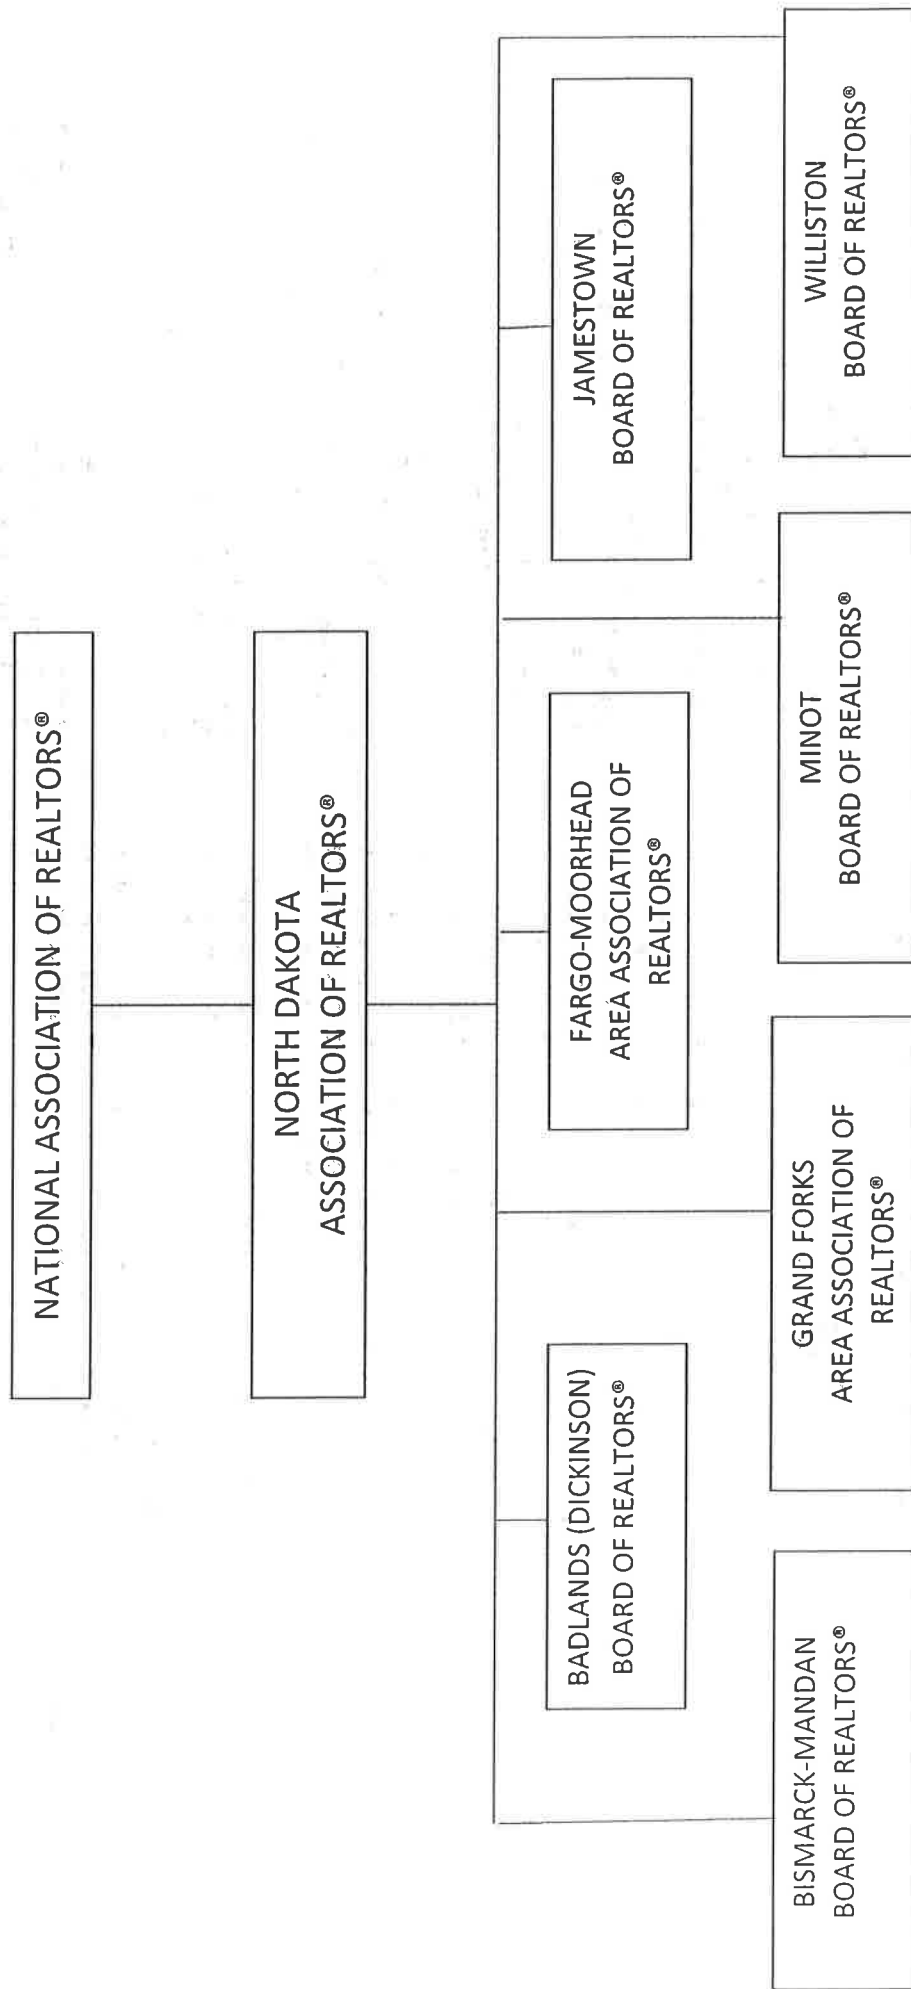 NATIONAL ASSOCIATION OF REALTORS®
NORTH DAKOTA
ASSOCIATION OF REALTORS®
BADLANDS (DICKINSON)
BOARD OF REALTORS®
FARGO-MOORHEAD
AREA ASSOCIATION OF
REALTORS®
JAMESTOWN
BOARD OF REALTORS®
BISMARCK-MANDAN
BOARD OF REALTORS®
GRAND FORKS
AREA ASSOCIATION OF
REALTORS®
MINOT
BOARD OF REALTORS®
WILLISTON
BOARD OF REALTORS®